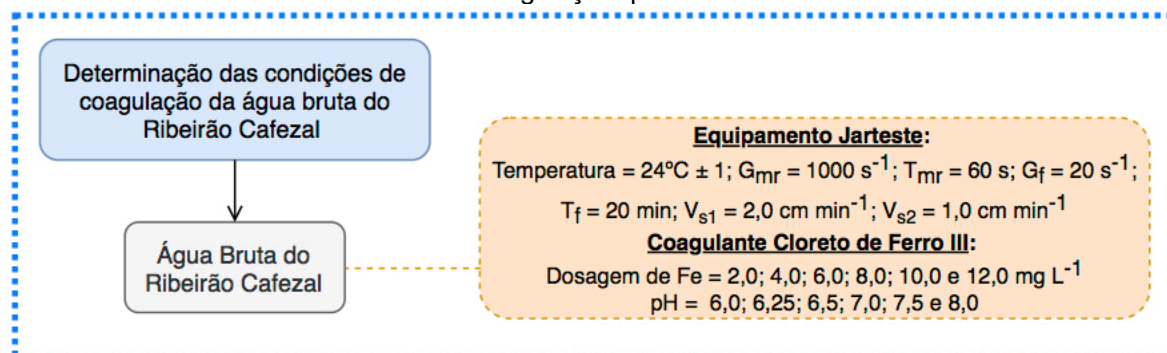 Determinação das condições de
coagulação da água bruta do
Ribeirão Cafezal
Equipamento Jarteste:
Temperatura = 24ºC ± 1; Gmr = 1000 s-1; Tmr = 60 s; Gf = 20 s-1;
Tf = 20 min; Vs1 = 2,0 cm min-1; Vs2 = 1,0 cm min-1
Coagulante Cloreto de Ferro III:
Dosagem de Fe = 2,0; 4,0; 6,0; 8,0; 10,0 e 12,0 mg L-1
pH = 6,0; 6,25; 6,5; 7,0; 7,5 e 8,0
Água Bruta do
Ribeirão Cafezal